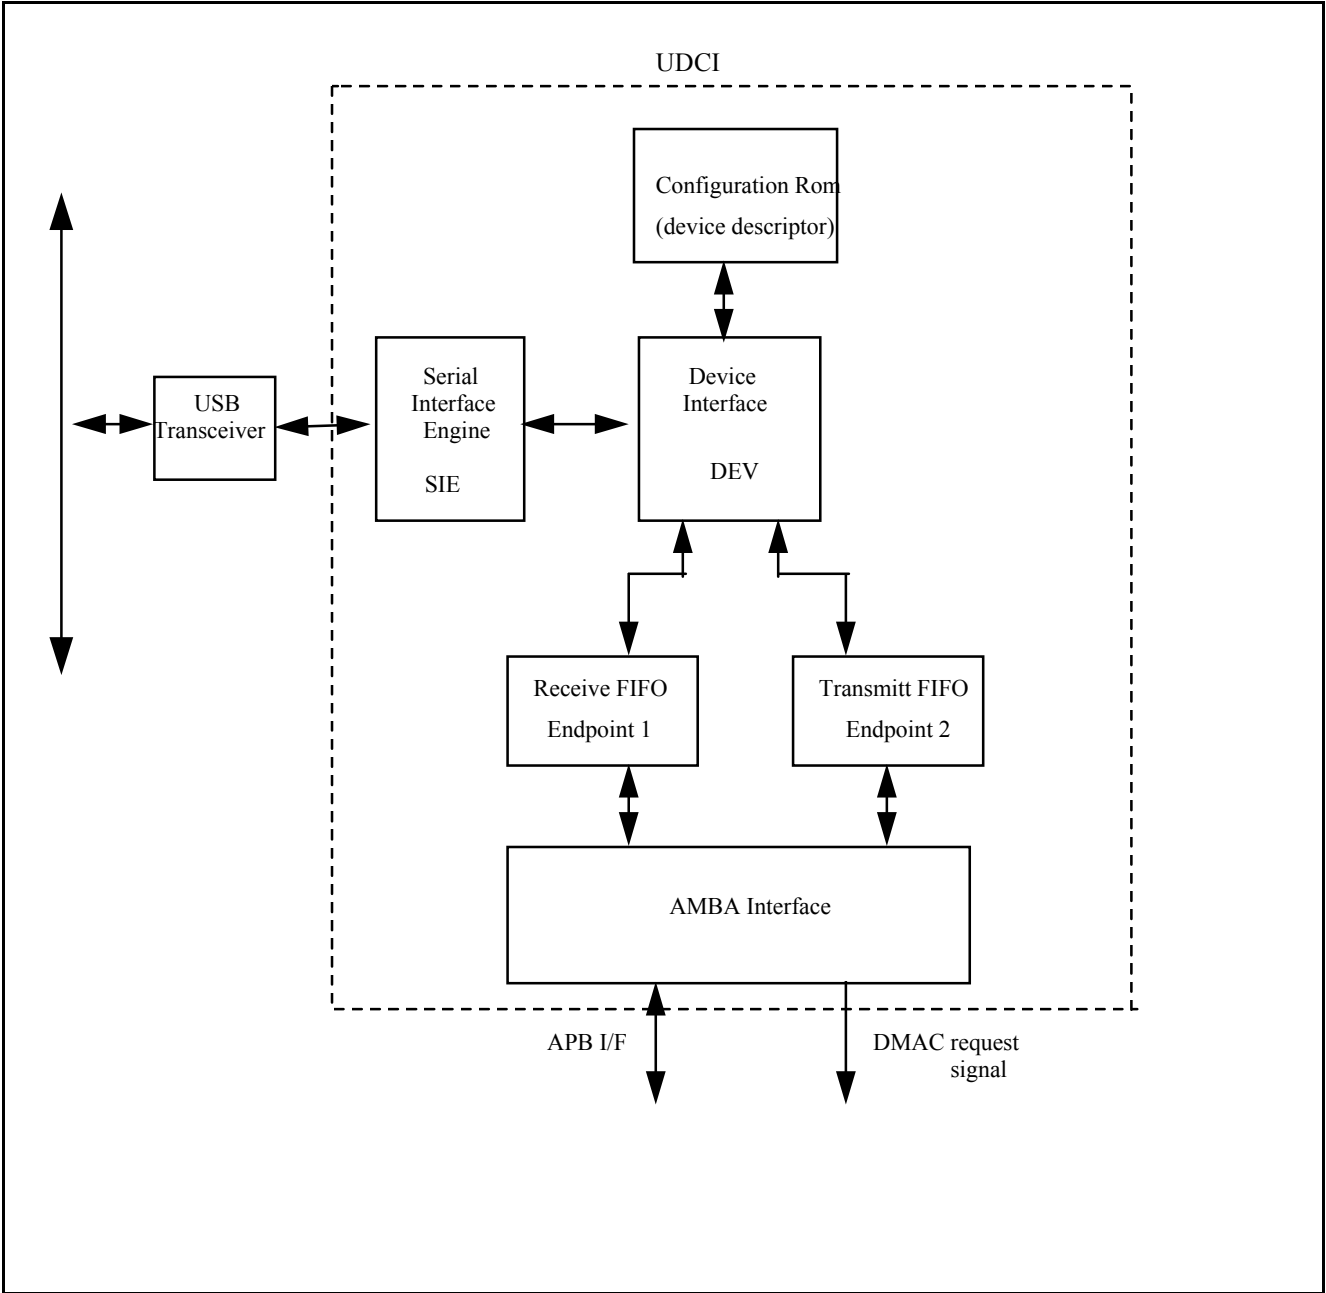 UDCI
Configuration Rom
(device descriptor)
Serial
Interface
Engine
SIE
Device
Interface
DEV
USB
Transceiver
Receive FIFO
Endpoint 1
Transmitt FIFO
Endpoint 2
AMBA Interface
APB I/F
DMAC request
signal